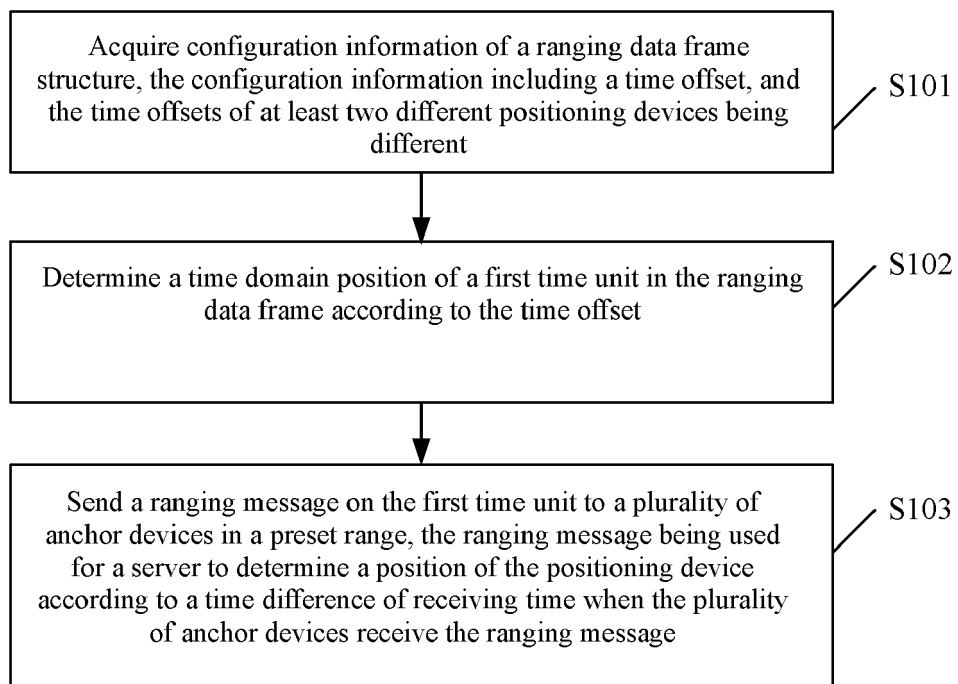 Acquire configuration information of a ranging data frame
structure, the configuration information including a time offset, and
the time offsets of at least two different positioning devices being
different
S101
Determine a time domain position of a first time unit in the ranging
data frame according to the time offset
S102
Send a ranging message on the first time unit to a plurality of
anchor devices in a preset range, the ranging message being used
for a server to determine a position of the positioning device
according to a time difference of receiving time when the plurality
of anchor devices receive the ranging message
S103